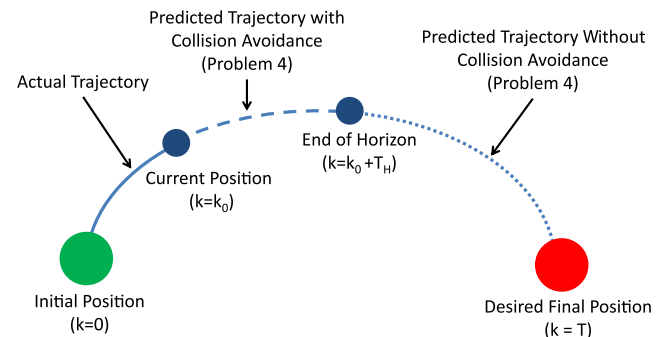 Predicted Trajectory with
Collision Avoidance
(Problem 4)
Predicted Trajectory Without
Collision Avoidance
(Problem 4)
Actual Trajectory
End of Horizon
(k=k₀+T_H)
Current Position
(k=k₀)
Initial Position
(k=0)
Desired Final Position
(k = T)